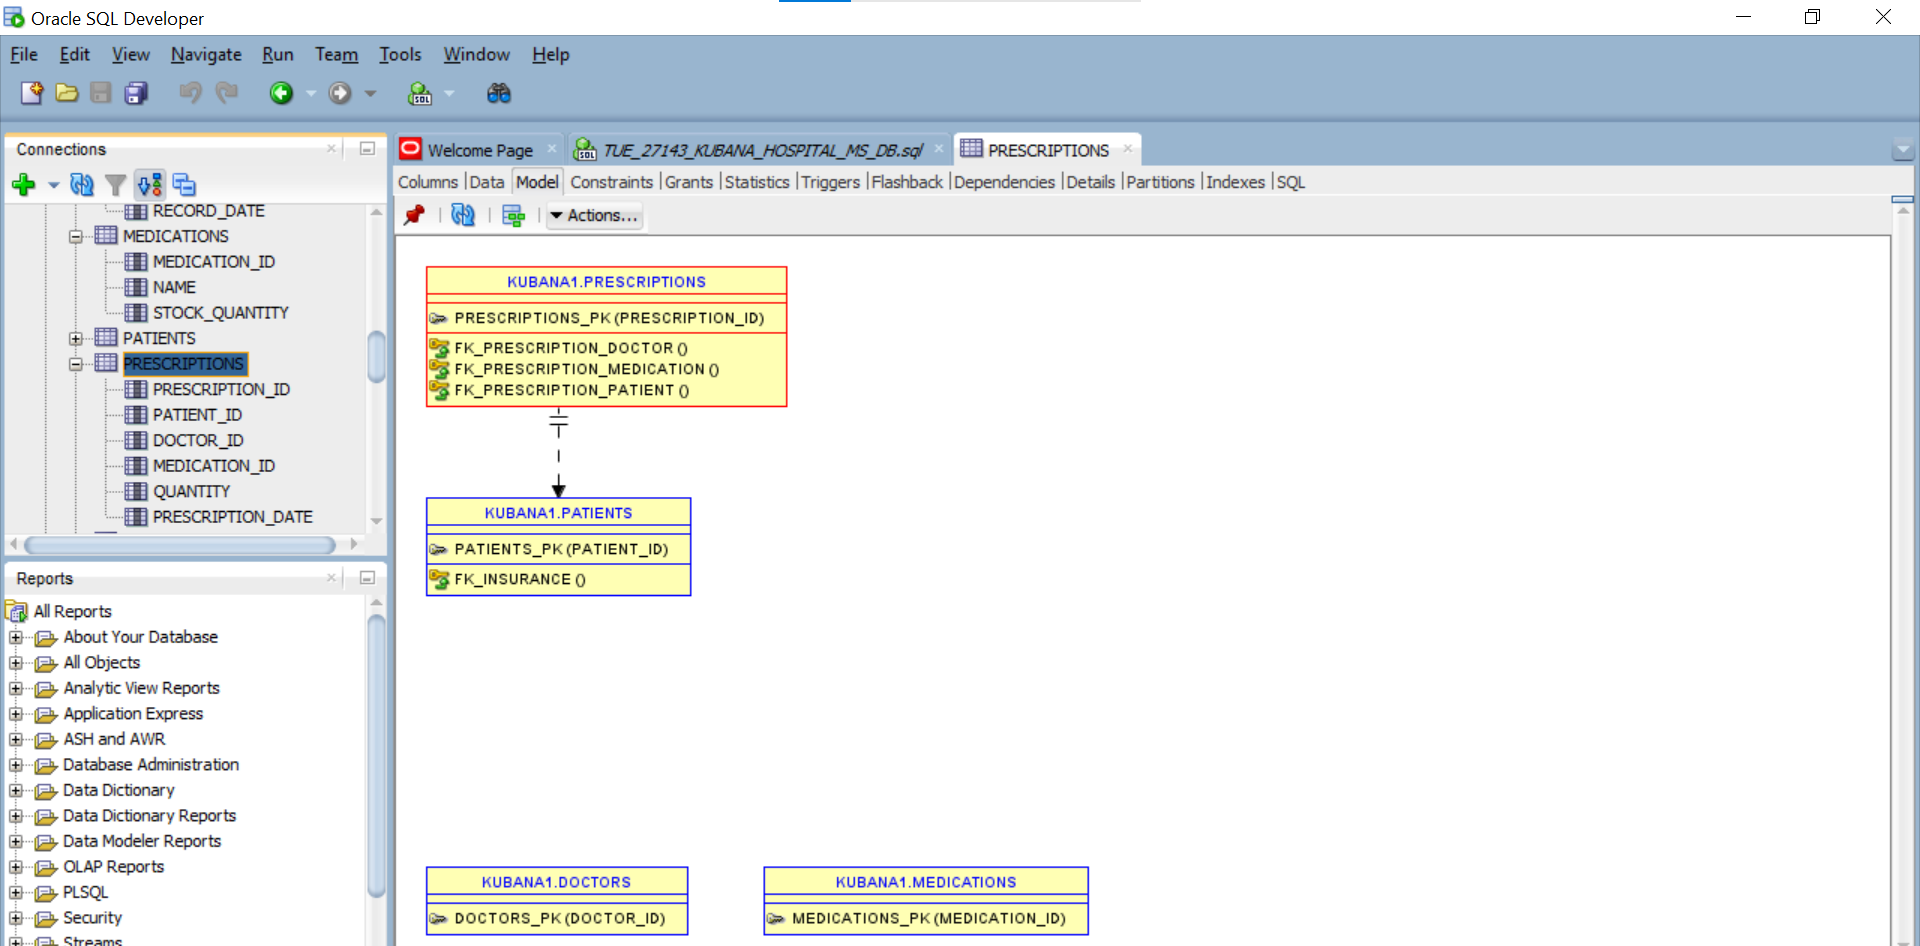 Oracle SQL Developer
File Edit View Navigate Run Team Tools Window Help
Connections
RECORD_DATE
MEDICATIONS
MEDICATION_ID
NAME
STOCK_QUANTITY
PATIENTS
PRESCRIPTIONS
PRESCRIPTION_ID
PATIENT_ID
DOCTOR_ID
MEDICATION_ID
QUANTITY
PRESCRIPTION_DATE
Reports
All Reports
About Your Database
All Objects
Analytic View Reports
Application Express
ASH and AWR
Database Administration
Data Dictionary
Data Dictionary Reports
Data Modeler Reports
OLAP Reports
PLSQL
Security
Streams
Welcome Page TUE_27143_KUBANA_HOSPITAL_MS_DB.sql PRESCRIPTIONS
Columns Data Model Constraints Grants Statistics Triggers Flashback Dependencies Details Partitions Indexes SQL
Actions...
KUBANA1.PRESCRIPTIONS
PRESCRIPTIONS_PK (PRESCRIPTION_ID)
FK_PRESCRIPTION_DOCTOR ()
FK_PRESCRIPTION_MEDICATION ()
FK_PRESCRIPTION_PATIENT ()
KUBANA1.PATIENTS
PATIENTS_PK (PATIENT_ID)
FK_INSURANCE ()
KUBANA1.DOCTORS
DOCTORS_PK (DOCTOR_ID)
KUBANA1.MEDICATIONS
MEDICATIONS_PK (MEDICATION_ID)